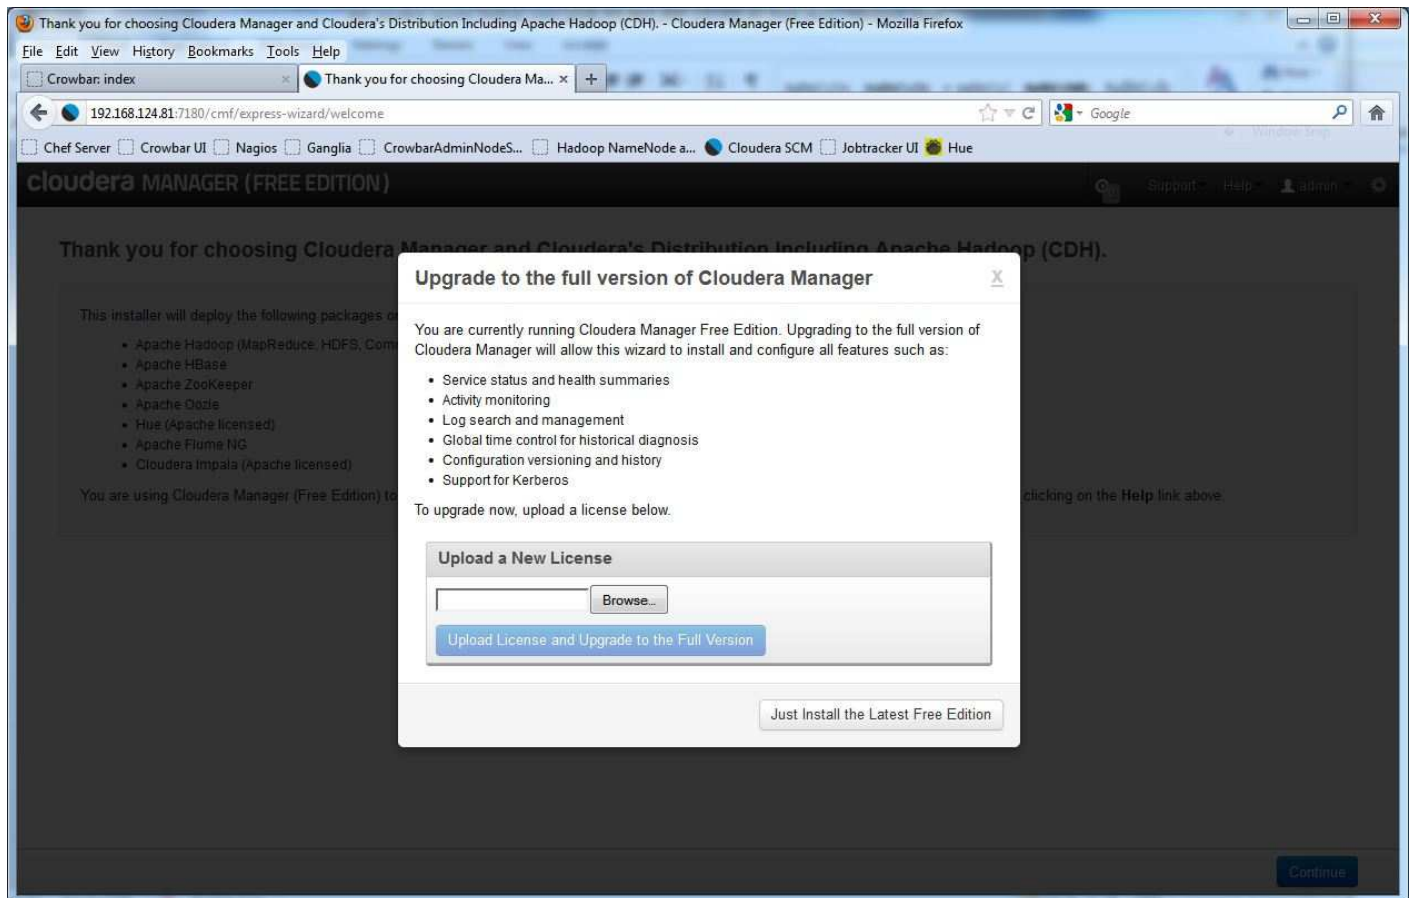 Thank you for choosing Cloudera Manager and Cloudera's Distribution Including Apache Hadoop (CDH). - Cloudera Manager (Free Edition) - Mozilla Firefox
File Edit View History Bookmarks Tools Help
Crowbar: index
Thank you for choosing Cloudera Ma...
192.168.124.81:7180/cmf/express-wizard/welcome
Google
Chef Server Crowbar UI Nagios Ganglia CrowbarAdminNodeS... Hadoop NameNode a... Cloudera SCM Jobtracker UI Hue
cloudera MANAGER (FREE EDITION)
Support Help admin
Thank you for choosing Cloudera Manager and Cloudera's Distribution Including Apache Hadoop (CDH).
This installer will deploy the following packages o
• Apache Hadoop (MapReduce, HDFS, Com
• Apache HBase
• Apache ZooKeeper
• Apache Oozie
• Hue (Apache licensed)
• Apache Flume NG
• Cloudera Impala (Apache licensed)
You are using Cloudera Manager (Free Edition) to
clicking on the Help link above.
Upgrade to the full version of Cloudera Manager
X
You are currently running Cloudera Manager Free Edition. Upgrading to the full version of
Cloudera Manager will allow this wizard to install and configure all features such as:
• Service status and health summaries
• Activity monitoring
• Log search and management
• Global time control for historical diagnosis
• Configuration versioning and history
• Support for Kerberos
To upgrade now, upload a license below.
Upload a New License
Browse...
Upload License and Upgrade to the Full Version
Just Install the Latest Free Edition
Continue